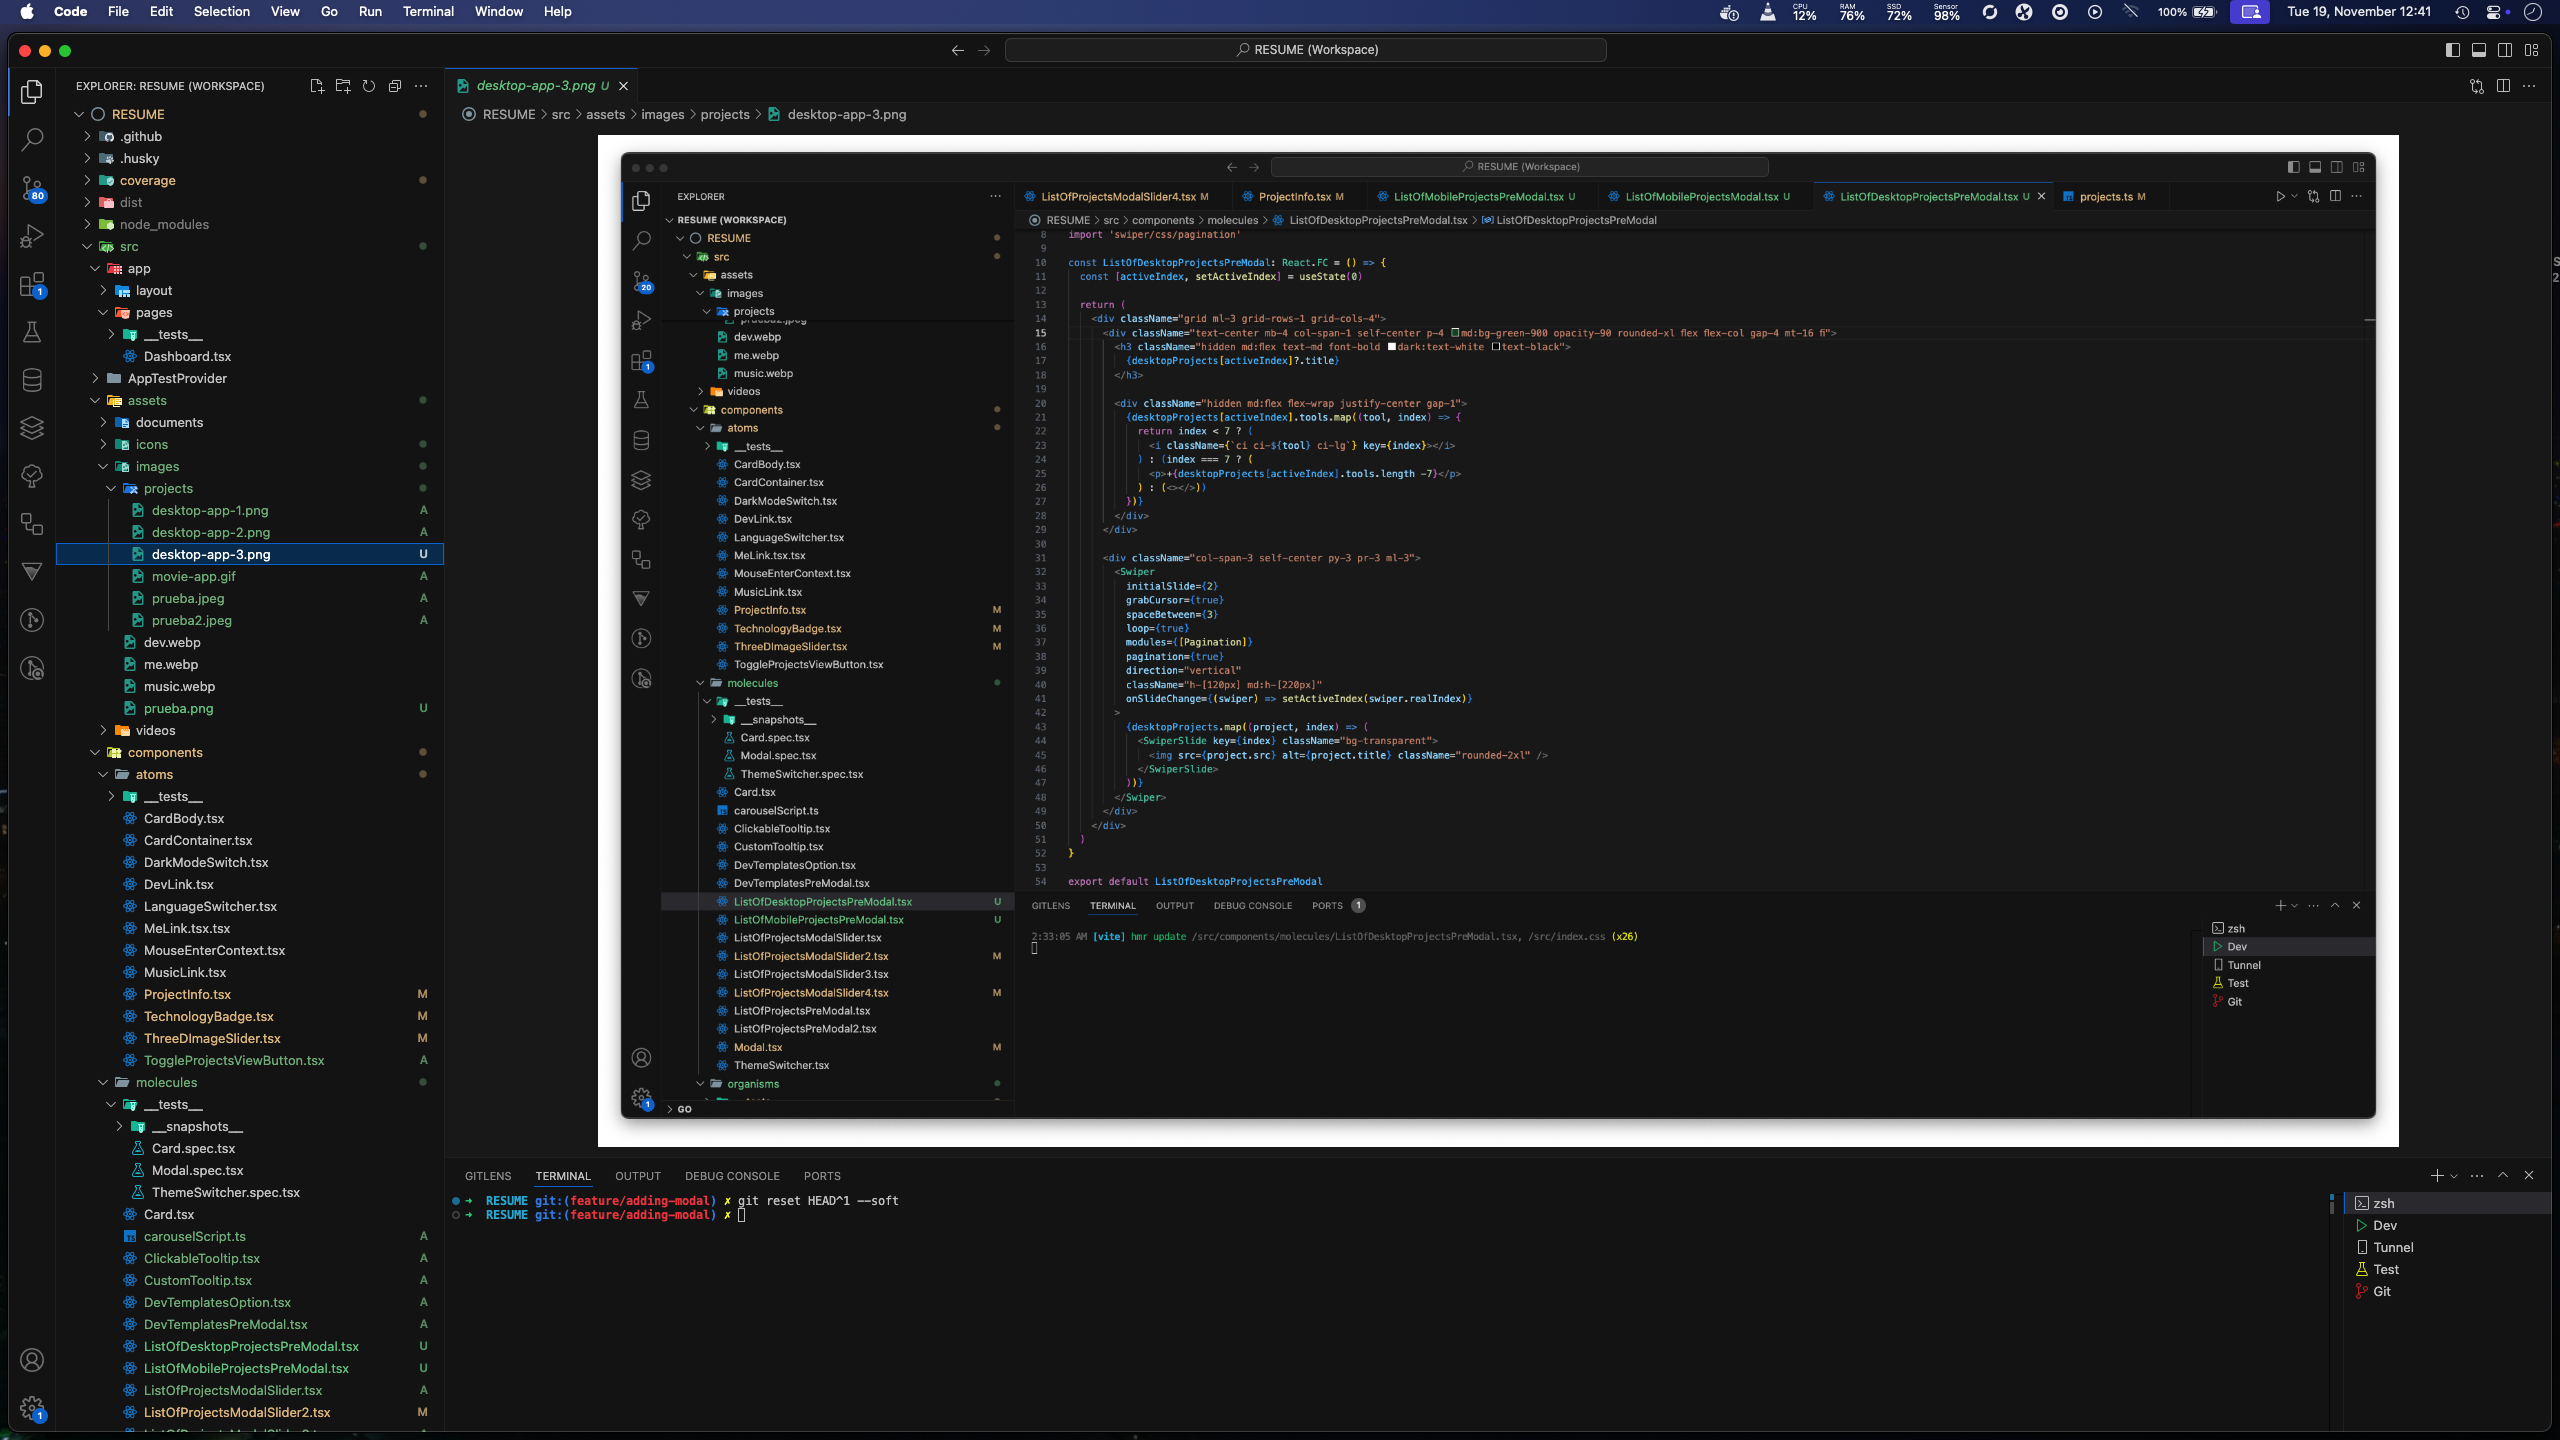 Code File Edit Selection View Go Run Terminal Window Help
CPU 12% RAM 76% SSD 72% Sensor 98% 100% Tue 19, November 12:41
RESUME (Workspace)
EXPLORER: RESUME (WORKSPACE)
RESUME
.github
.husky
coverage
dist
node_modules
src
app
layout
pages
__tests__
Dashboard.tsx
AppTestProvider
assets
documents
icons
images
projects
desktop-app-1.png A
desktop-app-2.png A
desktop-app-3.png U
movie-app.gif A
prueba.jpeg A
prueba2.jpeg A
dev.webp
me.webp
music.webp
prueba.png U
videos
components
atoms
__tests__
CardBody.tsx
CardContainer.tsx
DarkModeSwitch.tsx
DevLink.tsx
LanguageSwitcher.tsx
MeLink.tsx.tsx
MouseEnterContext.tsx
MusicLink.tsx
ProjectInfo.tsx M
TechnologyBadge.tsx M
ThreeDImageSlider.tsx M
ToggleProjectsViewButton.tsx A
molecules
__tests__
__snapshots__
Card.spec.tsx
Modal.spec.tsx
ThemeSwitcher.spec.tsx
Card.tsx
carouselScript.ts A
ClickableTooltip.tsx A
CustomTooltip.tsx A
DevTemplatesOption.tsx A
DevTemplatesPreModal.tsx A
ListOfDesktopProjectsPreModal.tsx U
ListOfMobileProjectsPreModal.tsx U
ListOfProjectsModalSlider.tsx A
ListOfProjectsModalSlider2.tsx M
80
1
1
desktop-app-3.png U
RESUME > src > assets > images > projects > desktop-app-3.png
RESUME (Workspace)
EXPLORER
RESUME (WORKSPACE)
RESUME
src
assets
images
projects
prueba2.jpeg
dev.webp
me.webp
music.webp
videos
components
atoms
__tests__
CardBody.tsx
CardContainer.tsx
DarkModeSwitch.tsx
DevLink.tsx
LanguageSwitcher.tsx
MeLink.tsx.tsx
MouseEnterContext.tsx
MusicLink.tsx
ProjectInfo.tsx M
TechnologyBadge.tsx M
ThreeDImageSlider.tsx M
ToggleProjectsViewButton.tsx
molecules
__tests__
__snapshots__
Card.spec.tsx
Modal.spec.tsx
ThemeSwitcher.spec.tsx
Card.tsx
carouselScript.ts
ClickableTooltip.tsx
CustomTooltip.tsx
DevTemplatesOption.tsx
DevTemplatesPreModal.tsx
ListOfDesktopProjectsPreModal.tsx U
ListOfMobileProjectsPreModal.tsx U
ListOfProjectsModalSlider.tsx
ListOfProjectsModalSlider2.tsx M
ListOfProjectsModalSlider3.tsx
ListOfProjectsModalSlider4.tsx M
ListOfProjectsPreModal.tsx
ListOfProjectsPreModal2.tsx
Modal.tsx M
ThemeSwitcher.tsx
organisms
GO
20
1
1
ListOfProjectsModalSlider4.tsx M ProjectInfo.tsx M ListOfMobileProjectsPreModal.tsx U ListOfMobileProjectsModal.tsx U ListOfDesktopProjectsPreModal.tsx U projects.ts M
RESUME > src > components > molecules > ListOfDesktopProjectsPreModal.tsx > ListOfDesktopProjectsPreModal
8 import 'swiper/css/pagination'
9
10 const ListOfDesktopProjectsPreModal: React.FC = () => {
11 const [activeIndex, setActiveIndex] = useState(0)
12
13 return (
14 <div className="grid ml-3 grid-rows-1 grid-cols-4">
15 <div className="text-center mb-4 col-span-1 self-center p-4 md:bg-green-900 opacity-90 rounded-xl flex flex-col gap-4 mt-16 fi">
16 <h3 className="hidden md:flex text-md font-bold dark:text-white text-black">
17 {desktopProjects[activeIndex]?.title}
18 </h3>
19
20 <div className="hidden md:flex flex-wrap justify-center gap-1">
21 {desktopProjects[activeIndex].tools.map((tool, index) => {
22 return index < 7 ? (
23 <i className={`ci ci-${tool} ci-lg`} key={index}></i>
24 ) : (index === 7 ? (
25 <p>+{desktopProjects[activeIndex].tools.length -7}</p>
26 ) : (<></>))
27 })}
28 </div>
29 </div>
30
31 <div className="col-span-3 self-center py-3 pr-3 ml-3">
32 <Swiper
33 initialSlide={2}
34 grabCursor={true}
35 spaceBetween={3}
36 loop={true}
37 modules={[Pagination]}
38 pagination={true}
39 direction="vertical"
40 className="h-[120px] md:h-[220px]"
41 onSlideChange={(swiper) => setActiveIndex(swiper.realIndex)}
42 >
43 {desktopProjects.map((project, index) => (
44 <SwiperSlide key={index} className="bg-transparent">
45 <img src={project.src} alt={project.title} className="rounded-2xl" />
46 </SwiperSlide>
47 ))}
48 </Swiper>
49 </div>
50 </div>
51 )
52 }
53
54 export default ListOfDesktopProjectsPreModal
GITLENS TERMINAL OUTPUT DEBUG CONSOLE PORTS 1
2:33:05 AM [vite] hmr update /src/components/molecules/ListOfDesktopProjectsPreModal.tsx, /src/index.css (x26)
zsh
Dev
Tunnel
Test
Git
GITLENS TERMINAL OUTPUT DEBUG CONSOLE PORTS
RESUME git:(feature/adding-modal) ✗ git reset HEAD^1 --soft
RESUME git:(feature/adding-modal) ✗
zsh
Dev
Tunnel
Test
Git